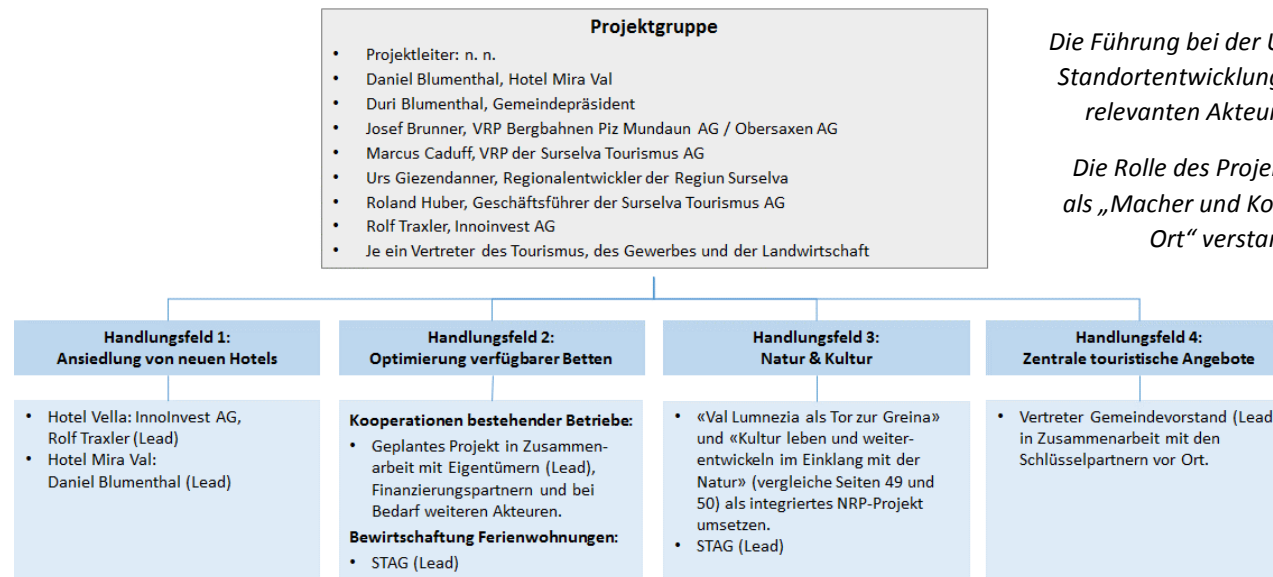 Projektgruppe
• Projektleiter: n. n.
• Daniel Blumenthal, Hotel Mira Val
• Duri Blumenthal, Gemeindepräsident
• Josef Brunner, VRP Bergbahnen Piz Mundaun AG / Obersaxen AG
• Marcus Caduff, VRP der Surselva Tourismus AG
• Urs Giezendanner, Regionalentwickler der Regiun Surselva
• Roland Huber, Geschäftsführer der Surselva Tourismus AG
• Rolf Traxler, Innoinvest AG
• Je ein Vertreter des Tourismus, des Gewerbes und der Landwirtschaft
Die Führung bei der
Standortentwicklung
relevanten
Die Rolle des
als „Macher und
Ort“
Handlungsfeld 1:
Ansiedlung von neuen Hotels
• Hotel Vella: InnoInvest AG,
Rolf Traxler (Lead)
• Hotel Mira Val:
Daniel Blumenthal (Lead)
Handlungsfeld 2:
Optimierung verfügbarer Betten
Kooperationen bestehender Betriebe:
• Geplantes Projekt in Zusammen-
arbeit mit Eigentümern (Lead),
Finanzierungspartnern und bei
Bedarf weiteren Akteuren.
Bewirtschaftung Ferienwohnungen:
• STAG (Lead)
Handlungsfeld 3:
Natur & Kultur
• «Val Lumnezia als Tor zur Greina»
und «Kultur leben und weiter-
entwickeln im Einklang mit der
Natur» (vergleiche Seiten 49 und
50) als integriertes NRP-Projekt
umsetzen.
• STAG (Lead)
Handlungsfeld 4:
Zentrale touristische Angebote
• Vertreter Gemeindevorstand (Lead
in Zusammenarbeit mit den
Schlüsselpartnern vor Ort.